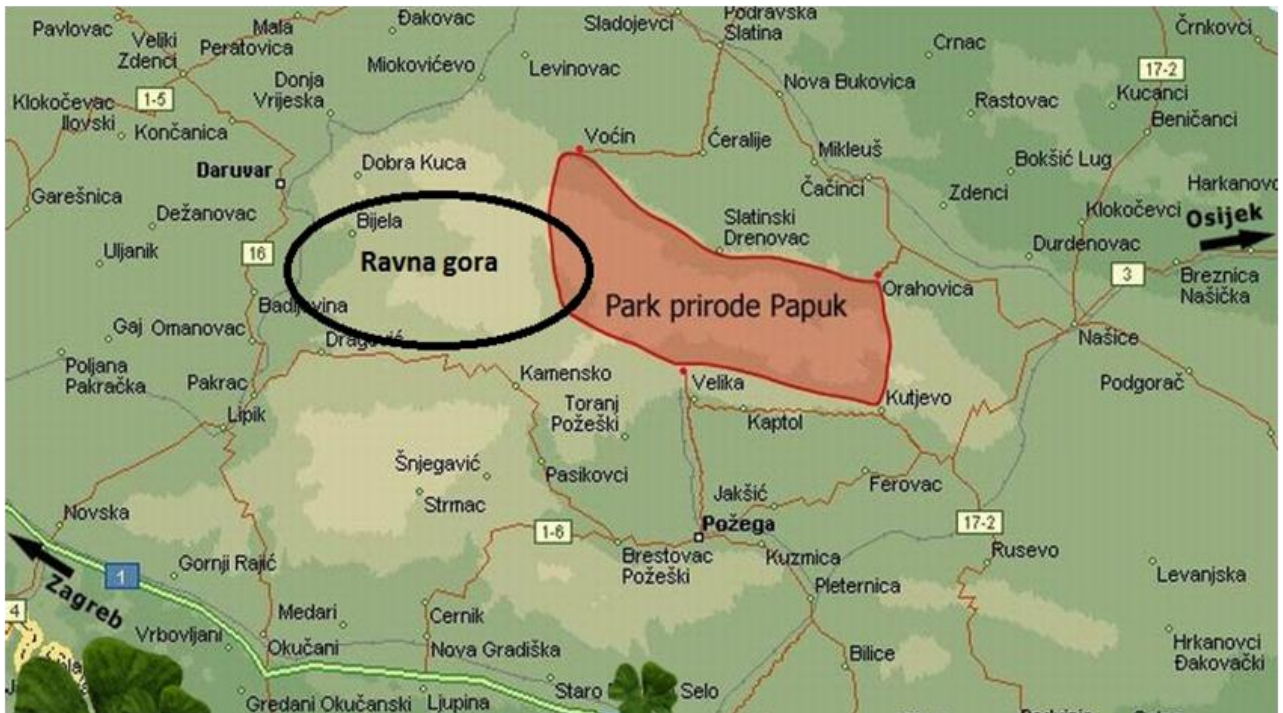 Pavlovac
Veliki
Zdenci
Mala
Peratovica
Đakovac
Sladojevci
Podravska
Slatina
Crnac
Črnkovci
Miokovićevo
Levinovac
Nova Bukovica
17-2
Kucanci
Donja
Vrijeska
Klokočevac
Ilovski
1-5
Končanica
Rastovac
Beničanci
Voćin
Ćeralije
Mikleuš
Bokšić Lug
Daruvar
Dobra Kuca
Čačinci
Zdenci
Harkanovc
Garešnica
Dežanovac
Bijela
Slatinski
Drenovac
Klokočevci
Osijek
Uljanik
16
Ravna gora
Durdenovac
3
Breznica
Našička
Badljevina
Park prirode Papuk
Orahovica
Gaj
Omanovac
Dragović
Našice
Poljana
Pakračka
Pakrac
Kamensko
Velika
Podgorač
Lipik
Toranj
Požeški
Kaptol
Kutjevo
Šnjegavić
Strmac
Pasikovci
Jakšić
Ferovac
Novska
1-6
Požega
17-2
Brestovac
Požeški
Kuzmica
Rusevo
Gornji Rajić
1
Zagreb
Pleternica
Levanjska
4
Medari
Cernik
Vrbovljani
Okučani
Nova Gradiška
Bilice
Hrkanovci
Đakovački
Gređani Okučanski
Ljupina
Staro
Selo